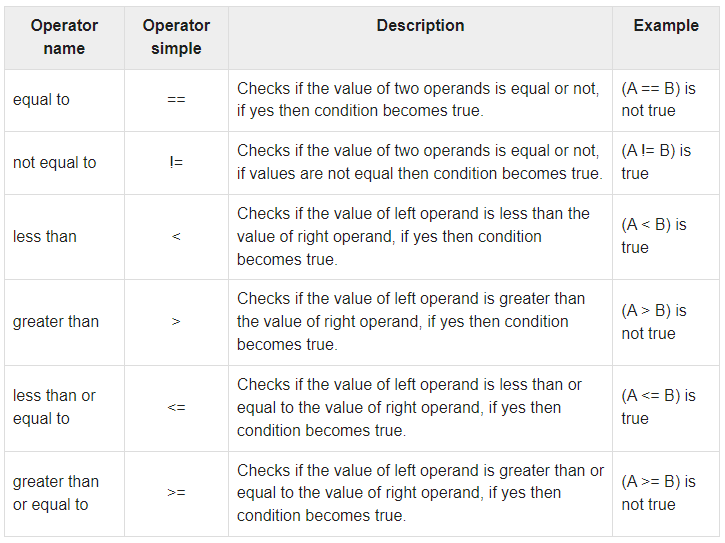 Operator name
Operator simple
Description
Example
equal to
==
Checks if the value of two operands is equal or not,
if yes then condition becomes true.
(A == B) is
not true
not equal to
!=
Checks if the value of two operands is equal or not,
if values are not equal then condition becomes true.
(A != B) is
true
less than
<
Checks if the value of left operand is less than the
value of right operand, if yes then condition
becomes true.
(A < B) is
true
greater than
>
Checks if the value of left operand is greater than
the value of right operand, if yes then condition
becomes true.
(A > B) is
not true
less than or
equal to
<=
Checks if the value of left operand is less than or
equal to the value of right operand, if yes then
condition becomes true.
(A <= B) is
true
greater than
or equal to
>=
Checks if the value of left operand is greater than or
equal to the value of right operand, if yes then
condition becomes true.
(A >= B) is
not true